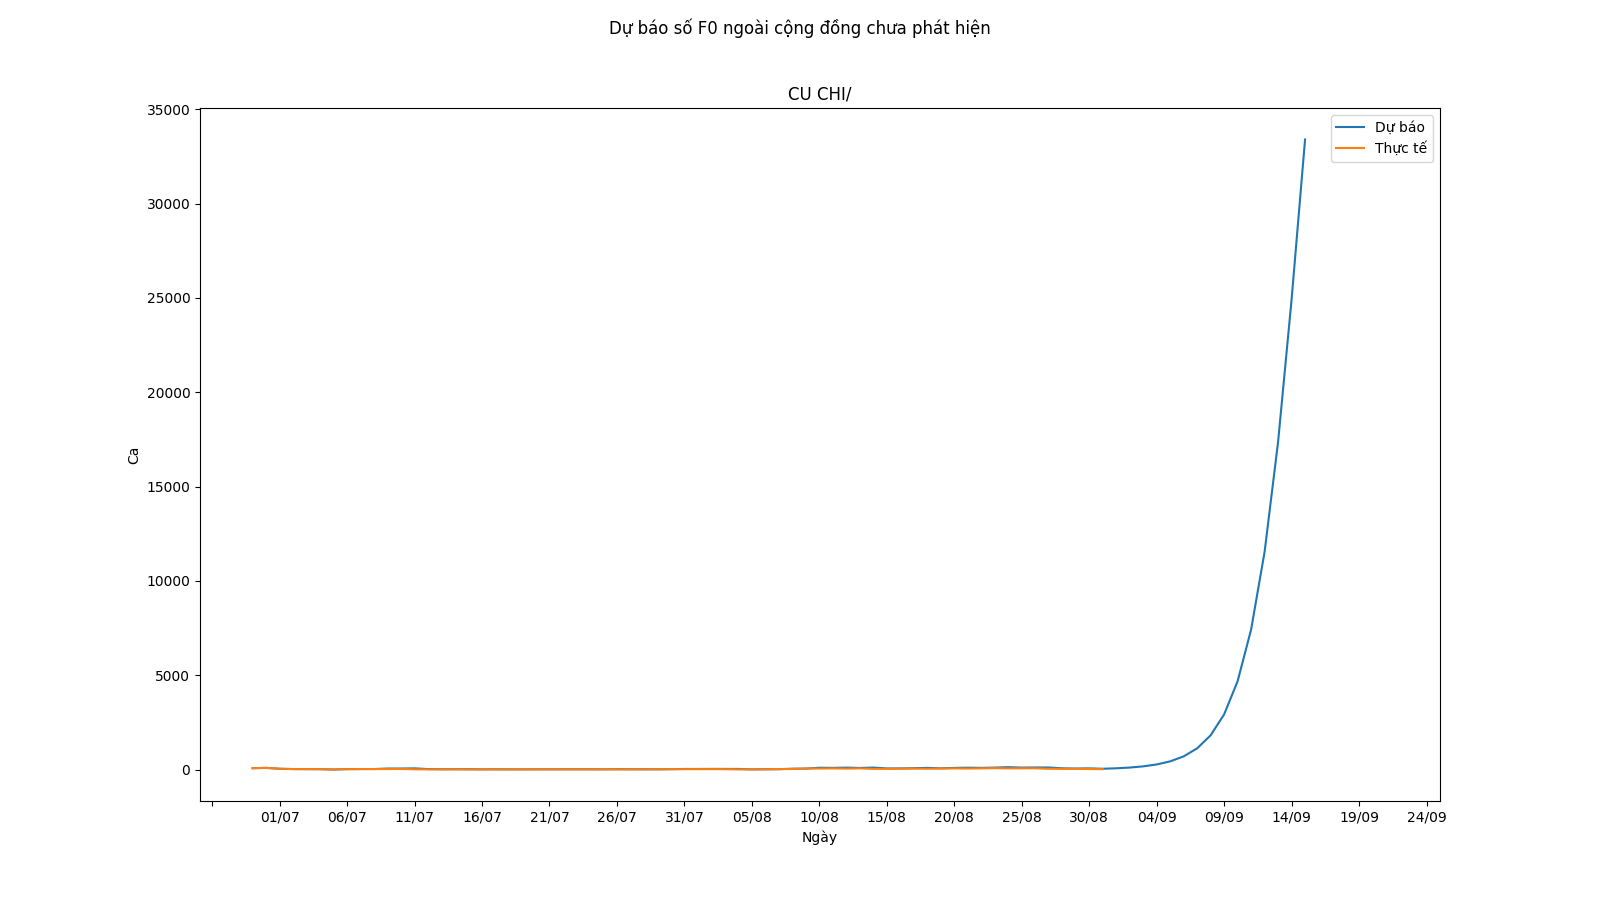 Dự báo số F0 ngoài cộng đồng chưa phát hiện
CU CHI/
35000
30000
25000
20000
15000
10000
5000
0
Ca
Dự báo
Thực tế
01/07 06/07 11/07 16/07 21/07 26/07 31/07 05/08 10/08 15/08 20/08 25/08 30/08 04/09 09/09 14/09 19/09 24/09
Ngày